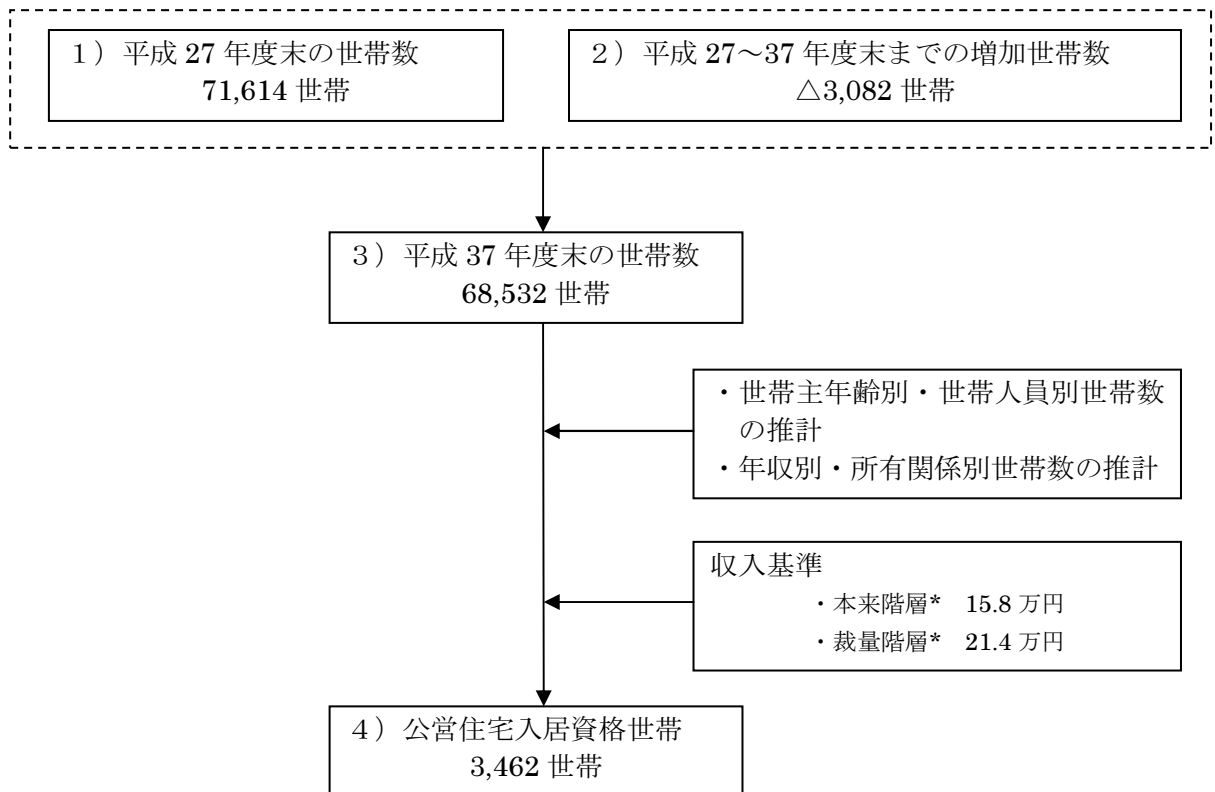 １）平成 27 年度末の世帯数
71,614 世帯
２）平成 27～37 年度末までの増加世帯数
△3,082 世帯
３）平成 37 年度末の世帯数
68,532 世帯
・世帯主年齢別・世帯人員別世帯数
の推計
・年収別・所有関係別世帯数の推計
収入基準
・本来階層* 15.8 万円
・裁量階層* 21.4 万円
４）公営住宅入居資格世帯
3,462 世帯